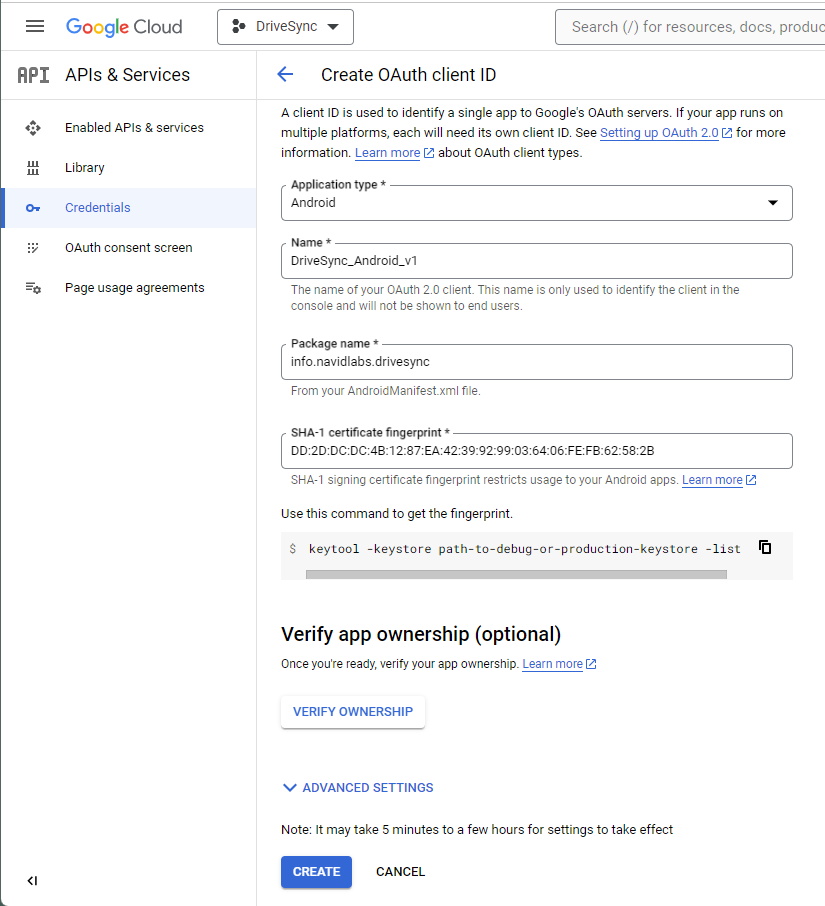 Google Cloud
DriveSync
Search (/) for resources, docs, produc
API
APIs & Services
Create OAuth client ID
Enabled APIs & services
Library
Credentials
OAuth consent screen
Page usage agreements
A client ID is used to identify a single app to Google's OAuth servers. If your app runs on
multiple platforms, each will need its own client ID. See Setting up OAuth 2.0 for more
information. Learn more about OAuth client types.
Application type *
Android
Name *
DriveSync_Android_v1
The name of your OAuth 2.0 client. This name is only used to identify the client in the
console and will not be shown to end users.
Package name *
info.navidlabs.drivesync
From your AndroidManifest.xml file.
SHA-1 certificate fingerprint *
DD:2D:DC:DC:4B:12:87:EA:42:39:92:99:03:64:06:FE:FB:62:58:2B
SHA-1 signing certificate fingerprint restricts usage to your Android apps. Learn more
Use this command to get the fingerprint.
$ keytool -keystore path-to-debug-or-production-keystore -list
Verify app ownership (optional)
Once you're ready, verify your app ownership. Learn more
VERIFY OWNERSHIP
ADVANCED SETTINGS
Note: It may take 5 minutes to a few hours for settings to take effect
CREATE
CANCEL